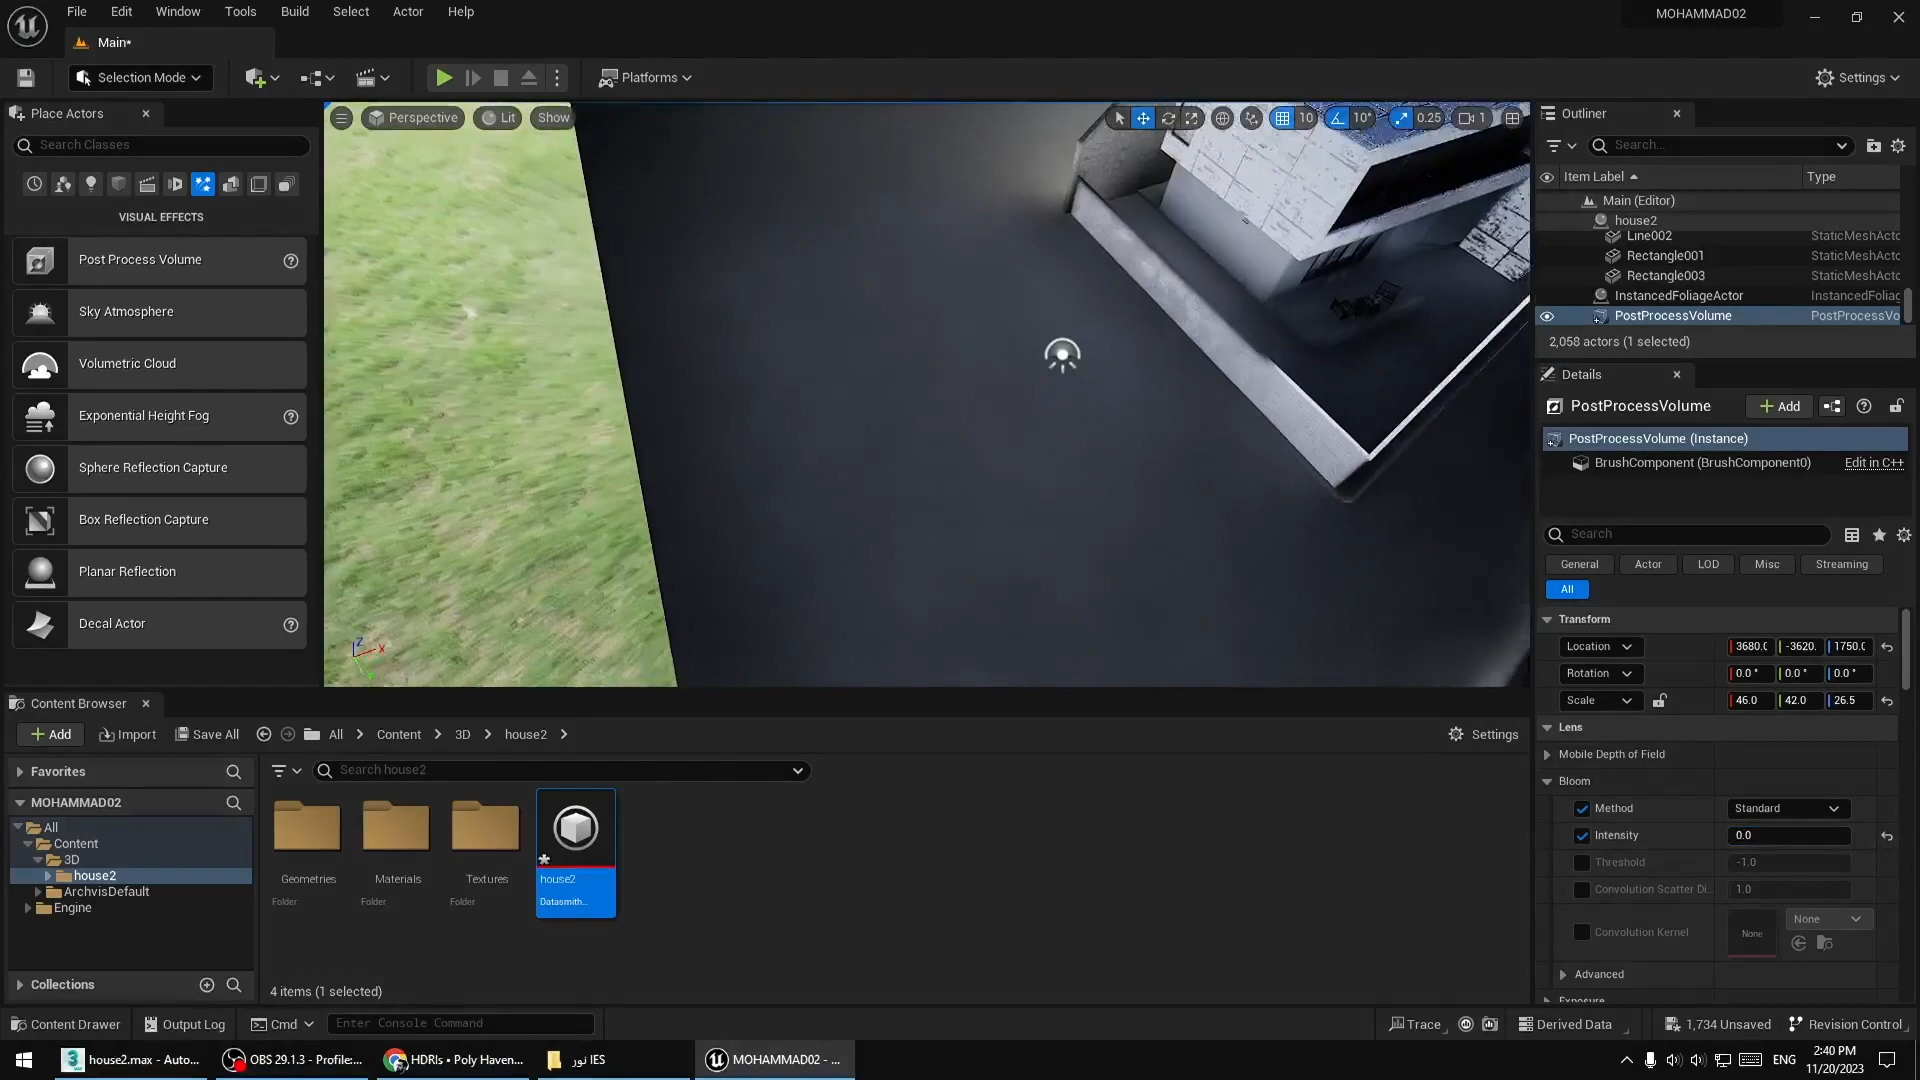 File Edit Window Tools Build Select Actor Help
MOHAMMAD02
Main*
Selection Mode
Platforms
Settings
Place Actors
Search Classes
VISUAL EFFECTS
Post Process Volume
Sky Atmosphere
Volumetric Cloud
Exponential Height Fog
Sphere Reflection Capture
Box Reflection Capture
Planar Reflection
Decal Actor
Perspective Lit Show
10 10° 0.25 1
Z X Y
Outliner
Search...
Item Label Type
Main (Editor)
house2
Line002 StaticMeshActo
Rectangle001 StaticMeshActo
Rectangle003 StaticMeshActo
InstancedFoliageActor InstancedFoliag
PostProcessVolume PostProcessVo
2,058 actors (1 selected)
Details
PostProcessVolume Add
PostProcessVolume (Instance)
BrushComponent (BrushComponent0) Edit in C++
Search
General Actor LOD Misc Streaming
All
Transform
Location 3680.0 -3620. 1750.0
Rotation 0.0 ° 0.0 ° 0.0 °
Scale 46.0 42.0 26.5
Lens
Mobile Depth of Field
Bloom
Method Standard
Intensity 0.0
Threshold -1.0
Convolution Scatter Di... 1.0
Convolution Kernel None None
Advanced
Exposure
Content Browser
Add Import Save All All Content 3D house2 Settings
Favorites
MOHAMMAD02
All
Content
3D
house2
ArchvisDefault
Engine
Collections
Search house2
Geometries Materials Textures house2
Folder Folder Folder Datasmith...
4 items (1 selected)
Content Drawer Output Log Cmd Enter Console Command Trace Derived Data 1,734 Unsaved Revision Control
house2.max - Auto... OBS 29.1.3 - Profile:... HDRIs • Poly Haven... نور IES MOHAMMAD02 - ... ENG 2:40 PM
11/20/2023